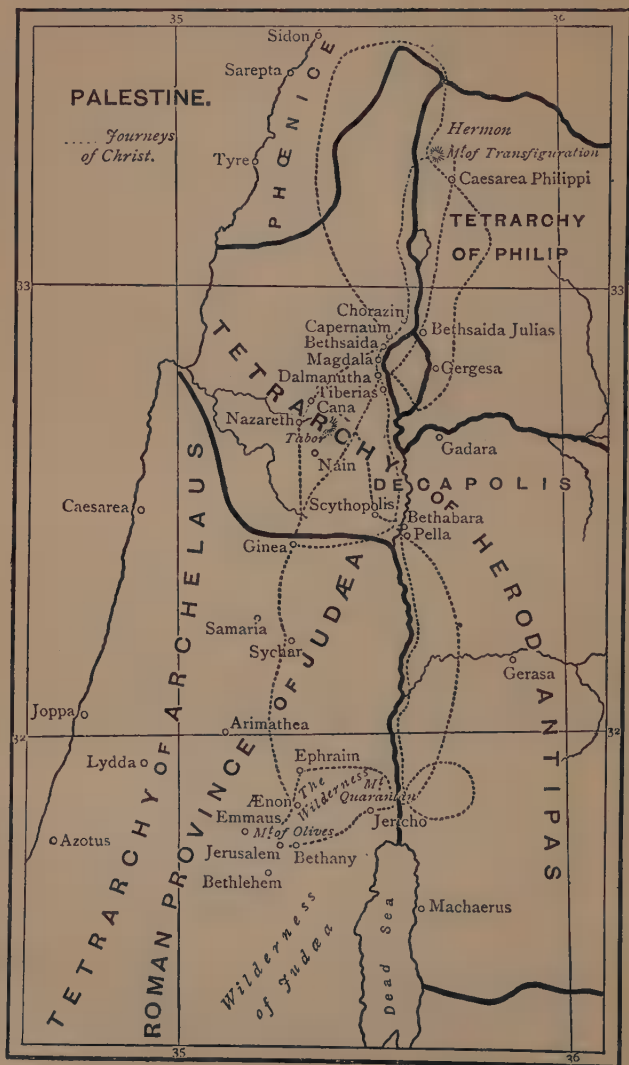 35
36
Sidon
Sarepta
PALESTINE.
..... Journeys
of Christ.
PHŒNICE
Tyre
Hermon
Mt. of Transfiguration
Caesarea Philippi
TETRARCHY
OF PHILIP
33
33
Chorazin
Capernaum
Bethsaida
Bethsaida Julias
Magdala
Dalmanutha
Gergesa
Tiberias
Cana
Nazareth
Tabor
TETRARCHY OF HEROD ANTIPAS
Nain
Gadara
DECAPOLIS
Caesarea
Scythopolis
Bethabara
Pella
Ginea
Samaria
Sychar
Gerasa
Joppa
Arimathea
32
32
Lydda
Ephraim
The
Wilderness
Mt.
Quarantain
Ænon
Emmaus
Jericho
Mt. of Olives
Azotus
Jerusalem
Bethany
Bethlehem
Machaerus
TETRARCHY OF ARCHELAUS
ROMAN PROVINCE OF JUDÆA
Wilderness
of Judæa
Dead Sea
35
36